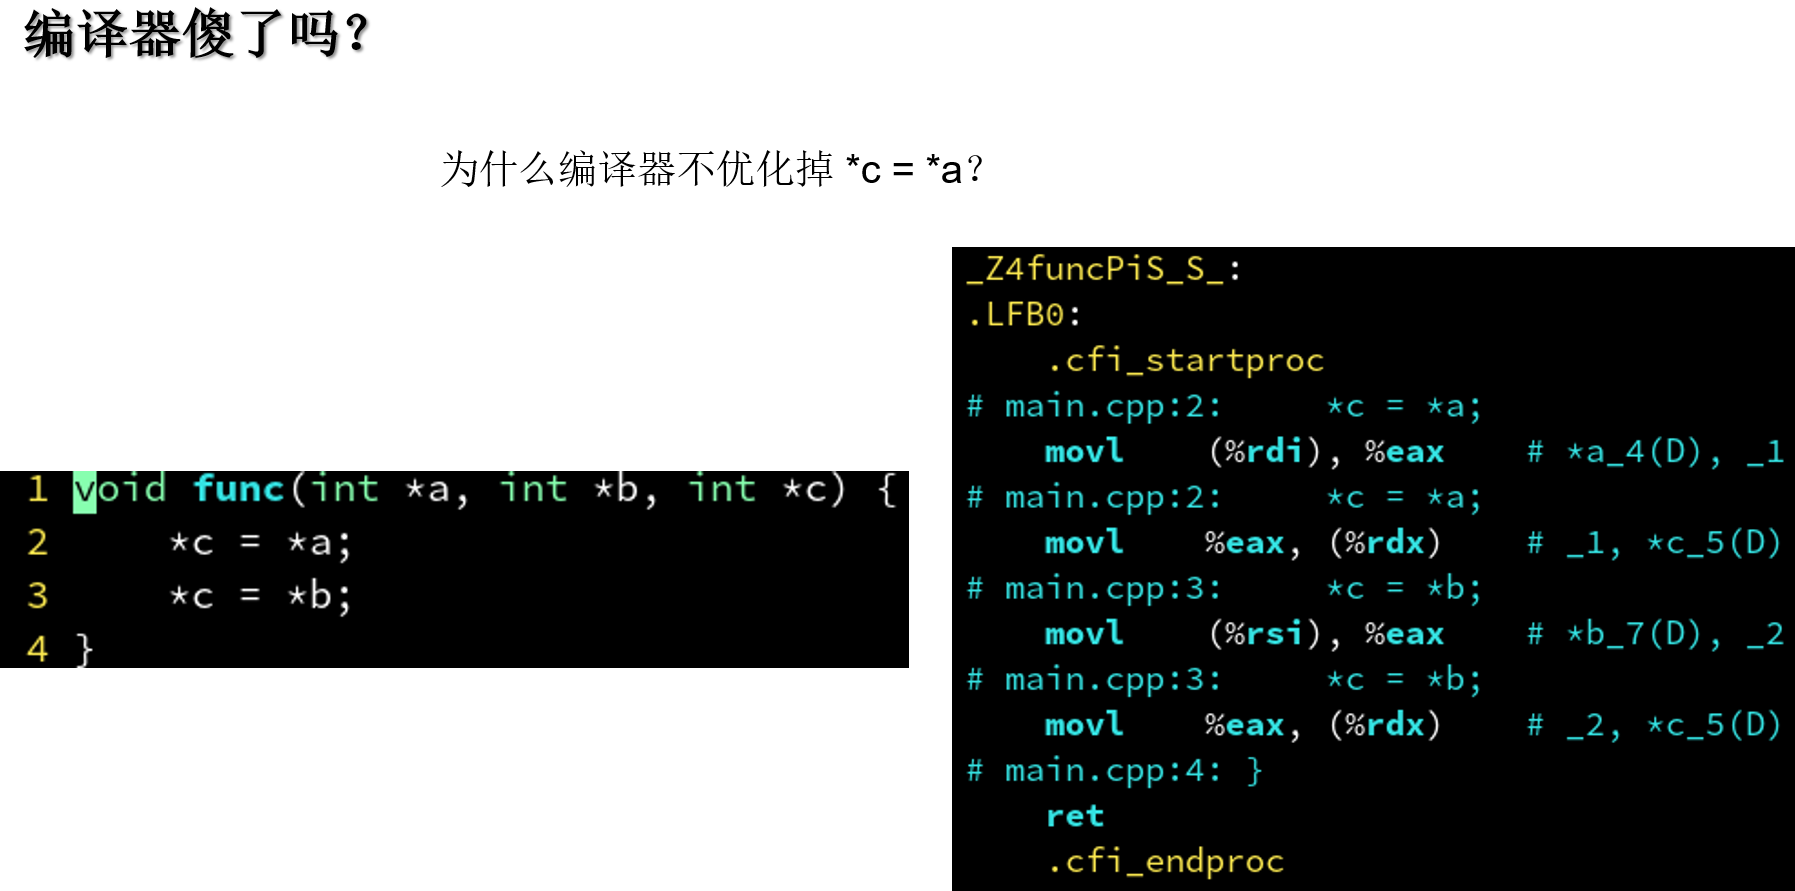 编译器傻了吗？
为什么编译器不优化掉 *c = *a？
1 void func(int *a, int *b, int *c) {
2     *c = *a;
3     *c = *b;
4 }
_Z4funcPiS_S_:
.LFB0:
    .cfi_startproc
# main.cpp:2:     *c = *a;
    movl    (%rdi), %eax    # *a_4(D), _1
# main.cpp:2:     *c = *a;
    movl    %eax, (%rdx)    # _1, *c_5(D)
# main.cpp:3:     *c = *b;
    movl    (%rsi), %eax    # *b_7(D), _2
# main.cpp:3:     *c = *b;
    movl    %eax, (%rdx)    # _2, *c_5(D)
# main.cpp:4: }
    ret
    .cfi_endproc